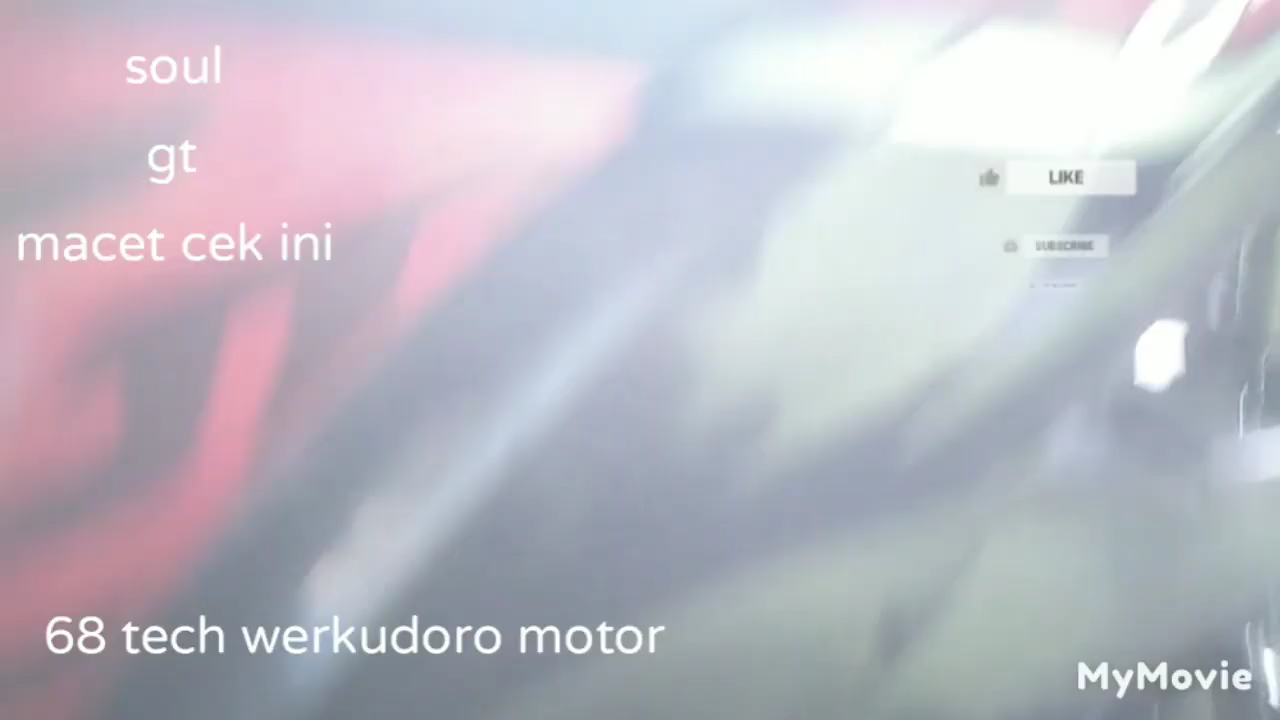 soul
gt
macet cek ini
LIKE
SUBSCRIBE
68 tech werkudoro motor
MyMovie